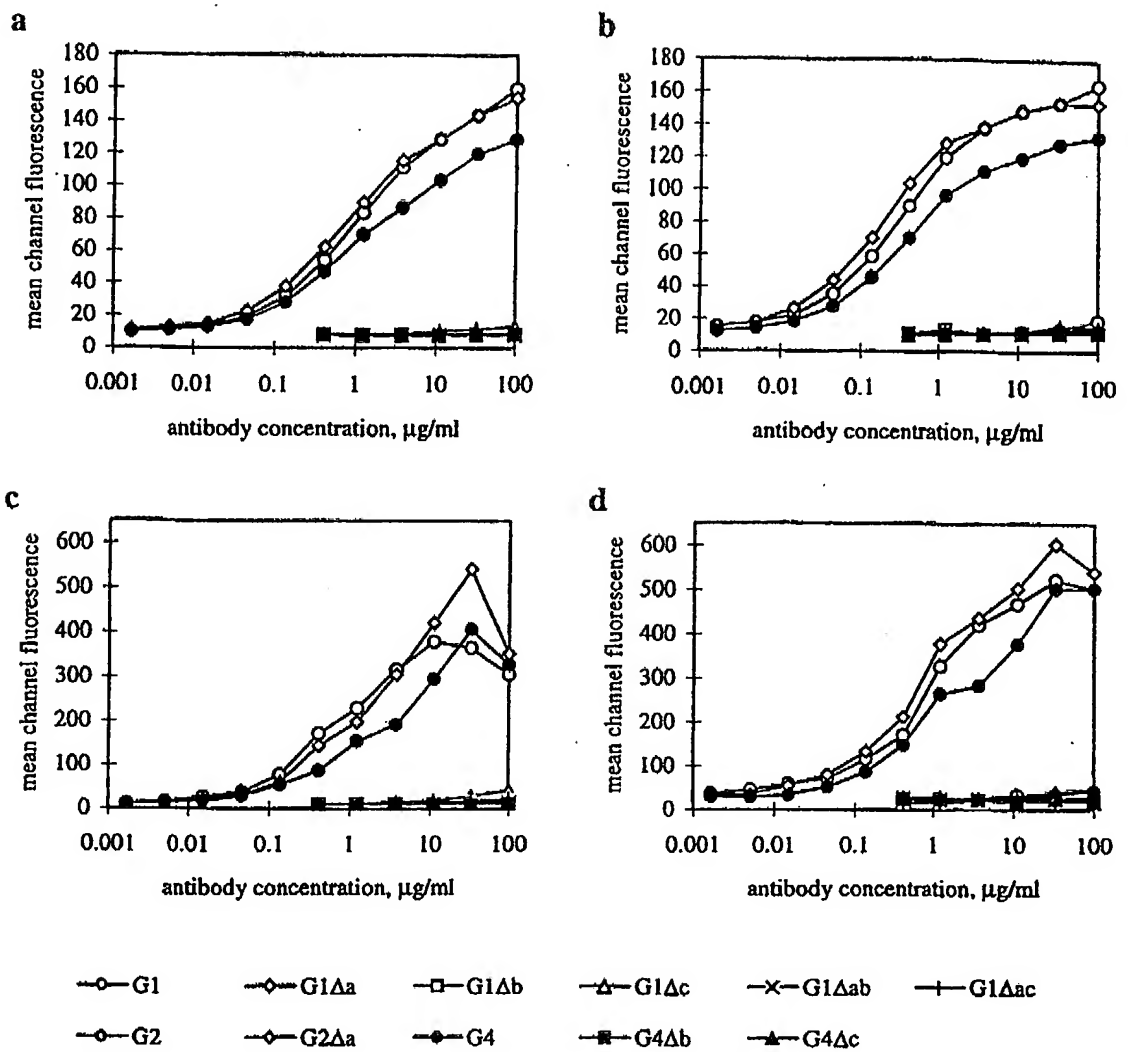 a
b
180
160
140
120
100
80
60
40
20
0
mean channel fluorescence
0.001 0.01 0.1 1 10 100
antibody concentration, μg/ml
180
160
140
120
100
80
60
40
20
0
mean channel fluorescence
0.001 0.01 0.1 1 10 100
antibody concentration, μg/ml
c
d
600
500
400
300
200
100
0
mean channel fluorescence
0.001 0.01 0.1 1 10 100
antibody concentration, μg/ml
600
500
400
300
200
100
0
mean channel fluorescence
0.001 0.01 0.1 1 10 100
antibody concentration, μg/ml
G1 G1Δa G1Δb G1Δc G1Δab G1Δac
G2 G2Δa G4 G4Δb G4Δc